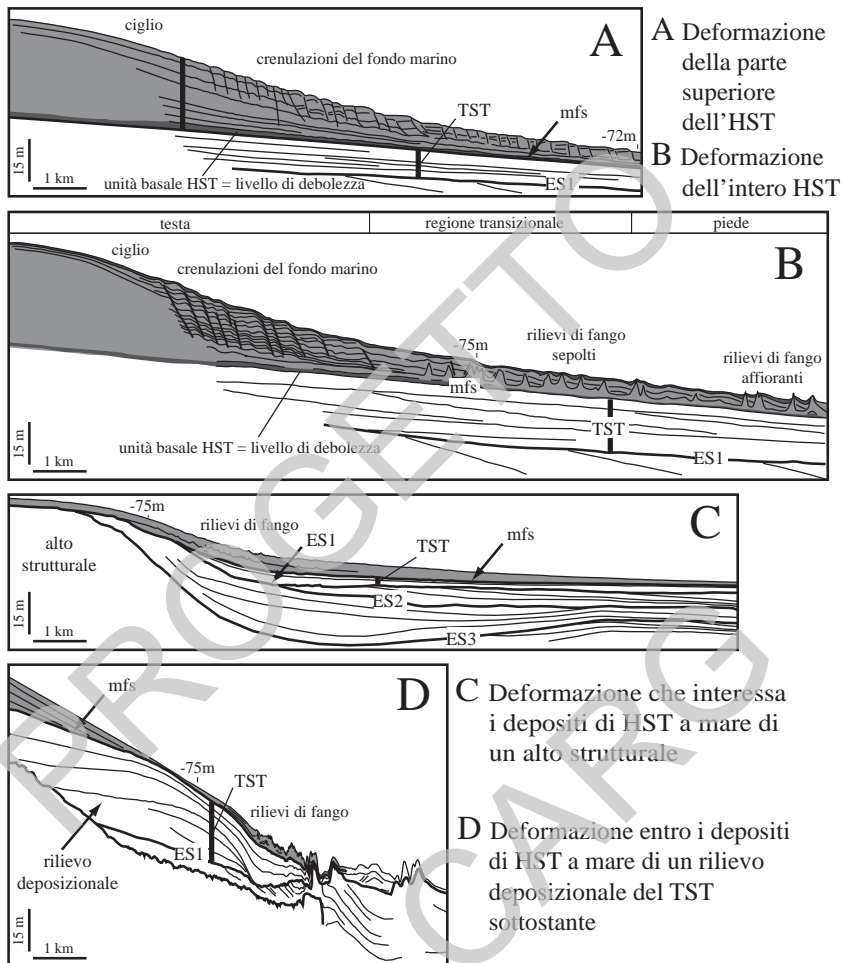 A
ciglio
crenulazioni del fondo marino
TST
mfs
-72m
15 m
1 km
unità basale HST = livello di debolezza
ES1
A Deformazione
della parte
superiore
dell'HST
B Deformazione
dell'intero HST
testa
regione transizionale
piede
B
ciglio
crenulazioni del fondo marino
-75m
rilievi di fango
sepolti
rilievi di fango
affioranti
mfs
TST
15 m
1 km
unità basale HST = livello di debolezza
ES1
C
-75m
rilievi di fango
alto
strutturale
ES1
TST
mfs
ES2
15 m
1 km
ES3
D
mfs
-75m
TST
rilievi di fango
rilievo
deposizionale
ES1
15 m
1 km
C Deformazione che interessa
i depositi di HST a mare di
un alto strutturale
D Deformazione entro i depositi
di HST a mare di un rilievo
deposizionale del TST
sottostante
PROGETTO
CARG